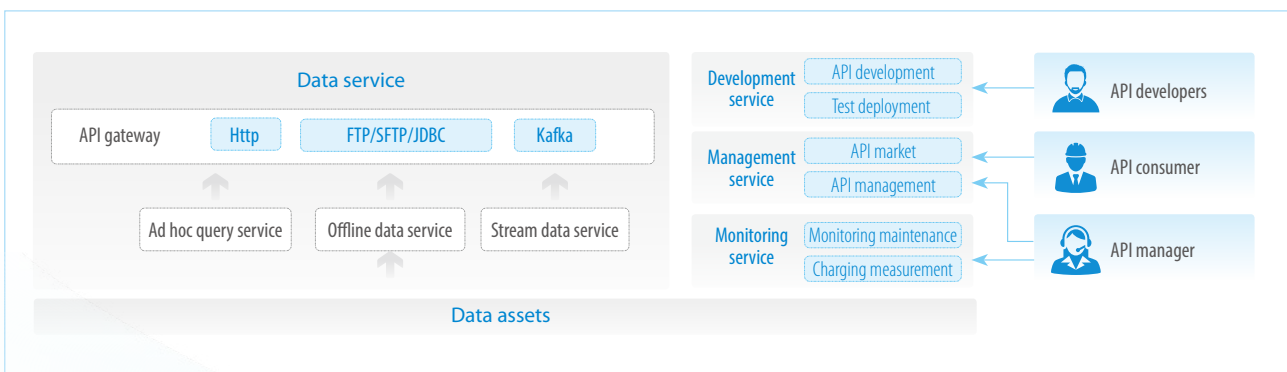 Data service
API gateway
Http
FTP/SFTP/JDBC
Kafka
Ad hoc query service
Offline data service
Stream data service
Development
service
API development
Test deployment
Management
service
API market
API management
Monitoring
service
Monitoring maintenance
Charging measurement
API developers
API consumer
API manager
Data assets